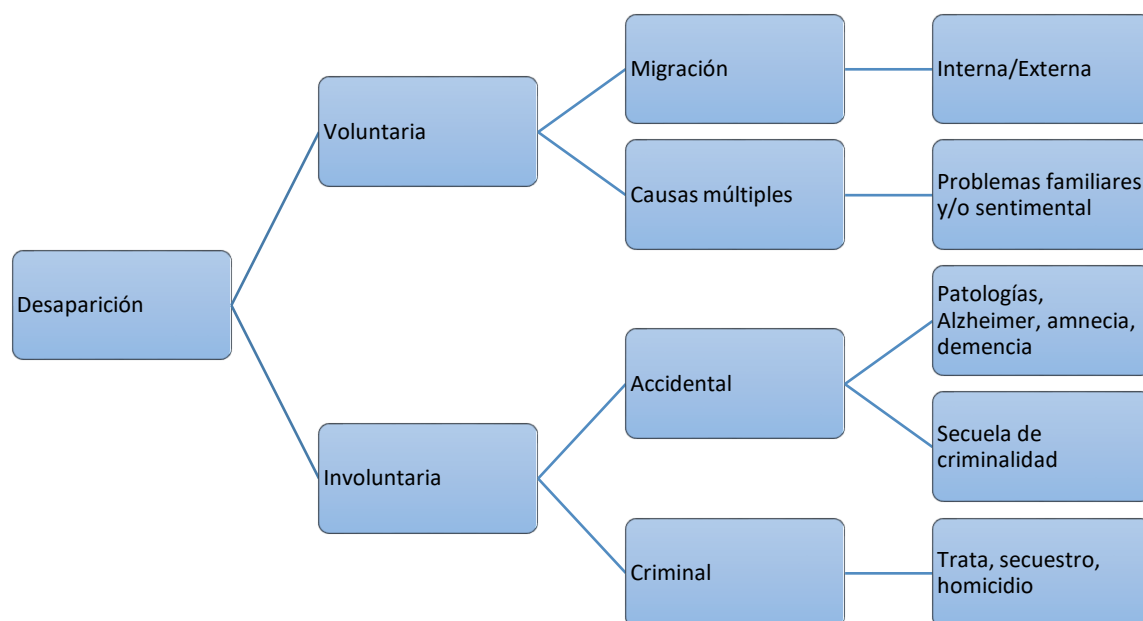 Desaparición
Voluntaria
Migración
Interna/Externa
Causas múltiples
Problemas familiares
y/o sentimental
Involuntaria
Accidental
Patologías,
Alzheimer, amnecia,
demencia
Secuela de
criminalidad
Criminal
Trata, secuestro,
homicidio